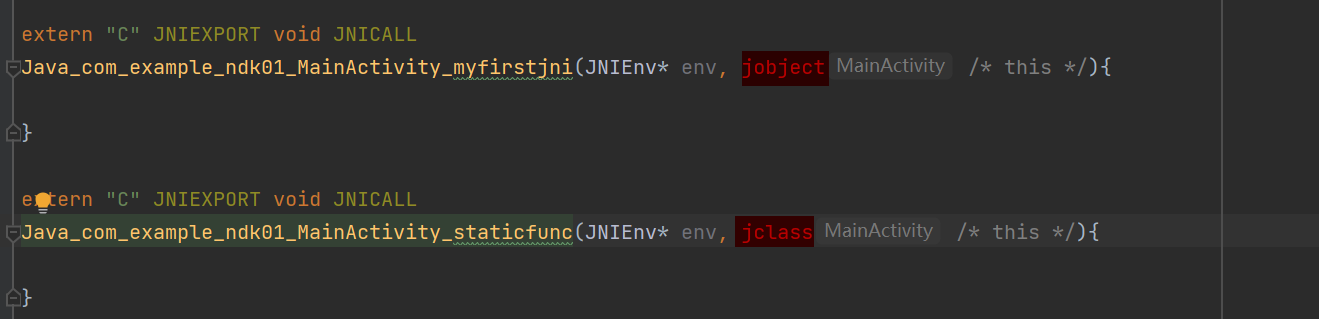 extern "C" JNIEXPORT void JNICALL
Java_com_example_ndk01_MainActivity_myfirstjni(JNIEnv* env, jobject MainActivity /* this */){
}
extern "C" JNIEXPORT void JNICALL
Java_com_example_ndk01_MainActivity_staticfunc(JNIEnv* env, jclass MainActivity /* this */){
}